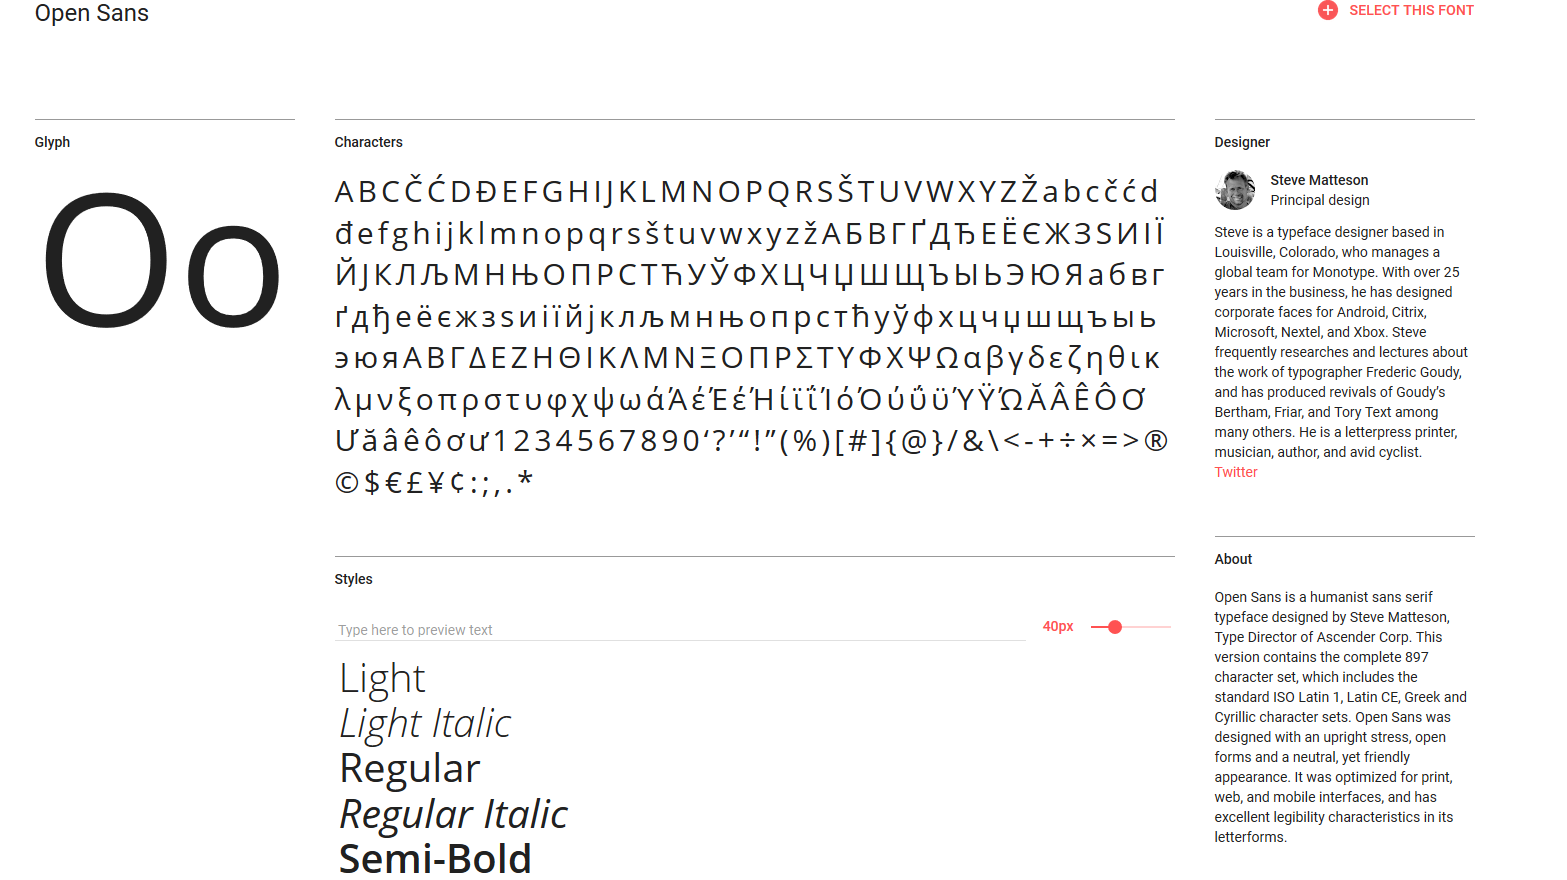 Open Sans
SELECT THIS FONT
Glyph
Oo
Characters
ABCČĆDĐEFGHIJKLMNOPQRSŠTUVWXYZŽabcčćd
đefghijklmnopqrsštuvwxyzžАБВГҐДЂЕЁЄЖЗЅИІЇ
ЙЈКЛЉМНЊОПРСТЋУЎФХЦЧЏШЩЪЫЬЭЮЯабвг
ґдђеёєжзѕиіїйјклљмнњопрстћуўфхцчџшщъыь
эюяΑΒΓΔΕΖΗΘΙΚΛΜΝΞΟΠΡΣΤΥΦΧΨΩαβγδεζηθικ
λμνξοπρστυφχψωάΆέΈέΉίϊΐΊόΌύΰϋΎΫΏĂÂÊÔƠ
Ưăâêôơư1234567890‘?’“!”(%)[#]{@}/&\<-+÷×=>®
©$€£¥¢:;,.*
Styles
Type here to preview text
40px
Light
Light Italic
Regular
Regular Italic
Semi-Bold
Designer
Steve Matteson
Principal design
Steve is a typeface designer based in
Louisville, Colorado, who manages a
global team for Monotype. With over 25
years in the business, he has designed
corporate faces for Android, Citrix,
Microsoft, Nextel, and Xbox. Steve
frequently researches and lectures about
the work of typographer Frederic Goudy,
and has produced revivals of Goudy’s
Bertham, Friar, and Tory Text among
many others. He is a letterpress printer,
musician, author, and avid cyclist.
Twitter
About
Open Sans is a humanist sans serif
typeface designed by Steve Matteson,
Type Director of Ascender Corp. This
version contains the complete 897
character set, which includes the
standard ISO Latin 1, Latin CE, Greek and
Cyrillic character sets. Open Sans was
designed with an upright stress, open
forms and a neutral, yet friendly
appearance. It was optimized for print,
web, and mobile interfaces, and has
excellent legibility characteristics in its
letterforms.